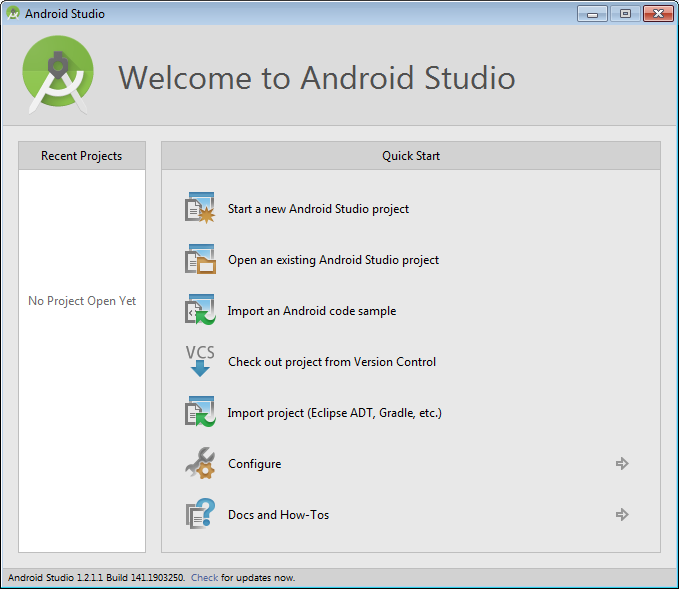 Android Studio
Welcome to Android Studio
Recent Projects
No Project Open Yet
Quick Start
Start a new Android Studio project
Open an existing Android Studio project
Import an Android code sample
VCS
Check out project from Version Control
Import project (Eclipse ADT, Gradle, etc.)
Configure
Docs and How-Tos
Android Studio 1.2.1.1 Build 141.1903250. Check for updates now.